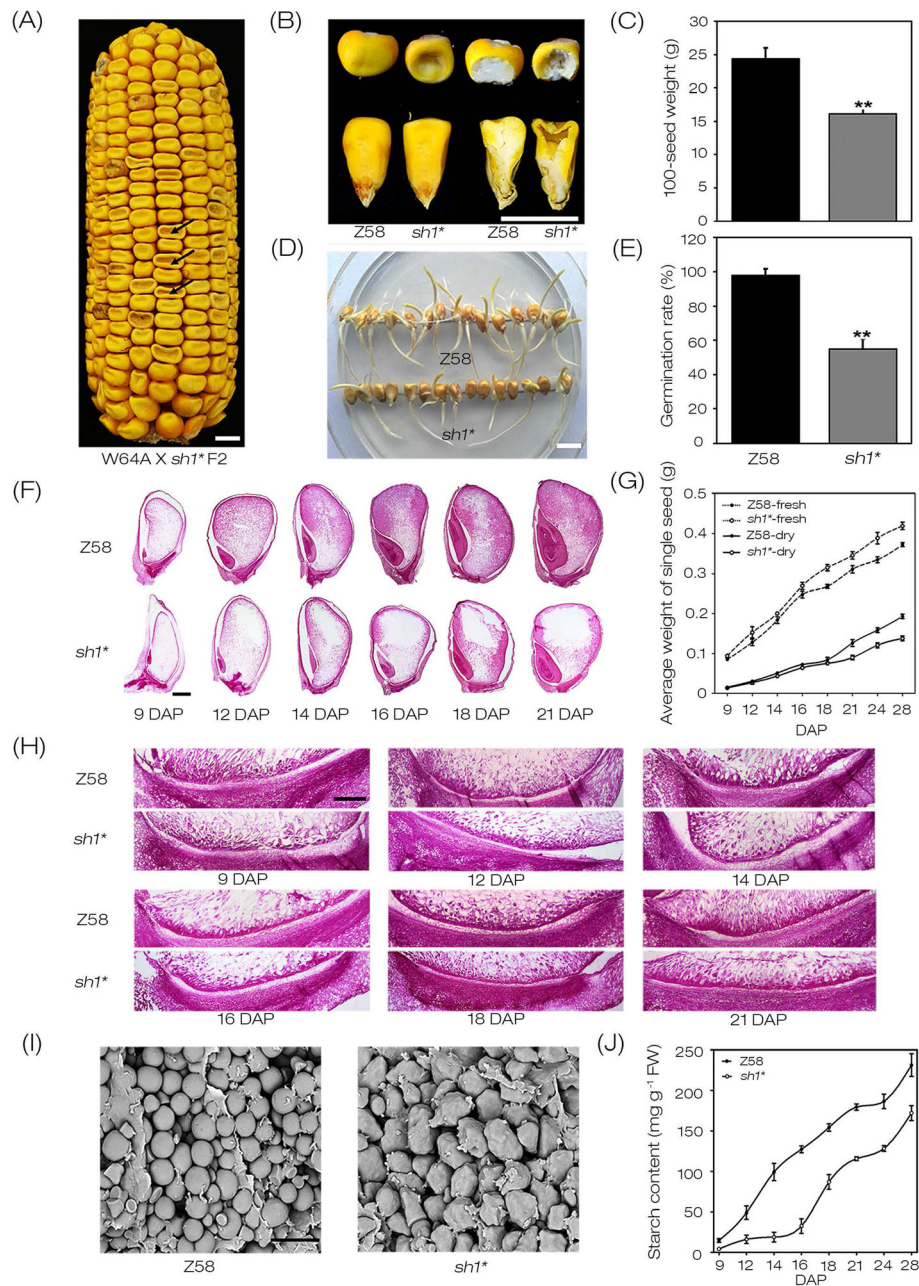 (A)
W64A X sh1* F2
(B)
Z58 sh1* Z58 sh1*
(C)
100-seed weight (g)
30
25
20
15
10
5
0
**
(D)
Z58
sh1*
(E)
Germination rate (%)
120
100
80
60
40
20
0
**
Z58 sh1*
(F)
Z58
sh1*
9 DAP 12 DAP 14 DAP 16 DAP 18 DAP 21 DAP
(G)
Average weight of single seed (g)
0.5
0.4
0.3
0.2
0.1
0
Z58-fresh
sh1*-fresh
Z58-dry
sh1*-dry
9 12 14 16 18 21 24 28
DAP
(H)
Z58
sh1*
9 DAP 12 DAP 14 DAP
Z58
sh1*
16 DAP 18 DAP 21 DAP
(I)
Z58 sh1*
(J)
Starch content (mg g⁻¹ FW)
250
200
150
100
50
0
Z58
sh1*
9 12 14 16 18 21 24 28
DAP